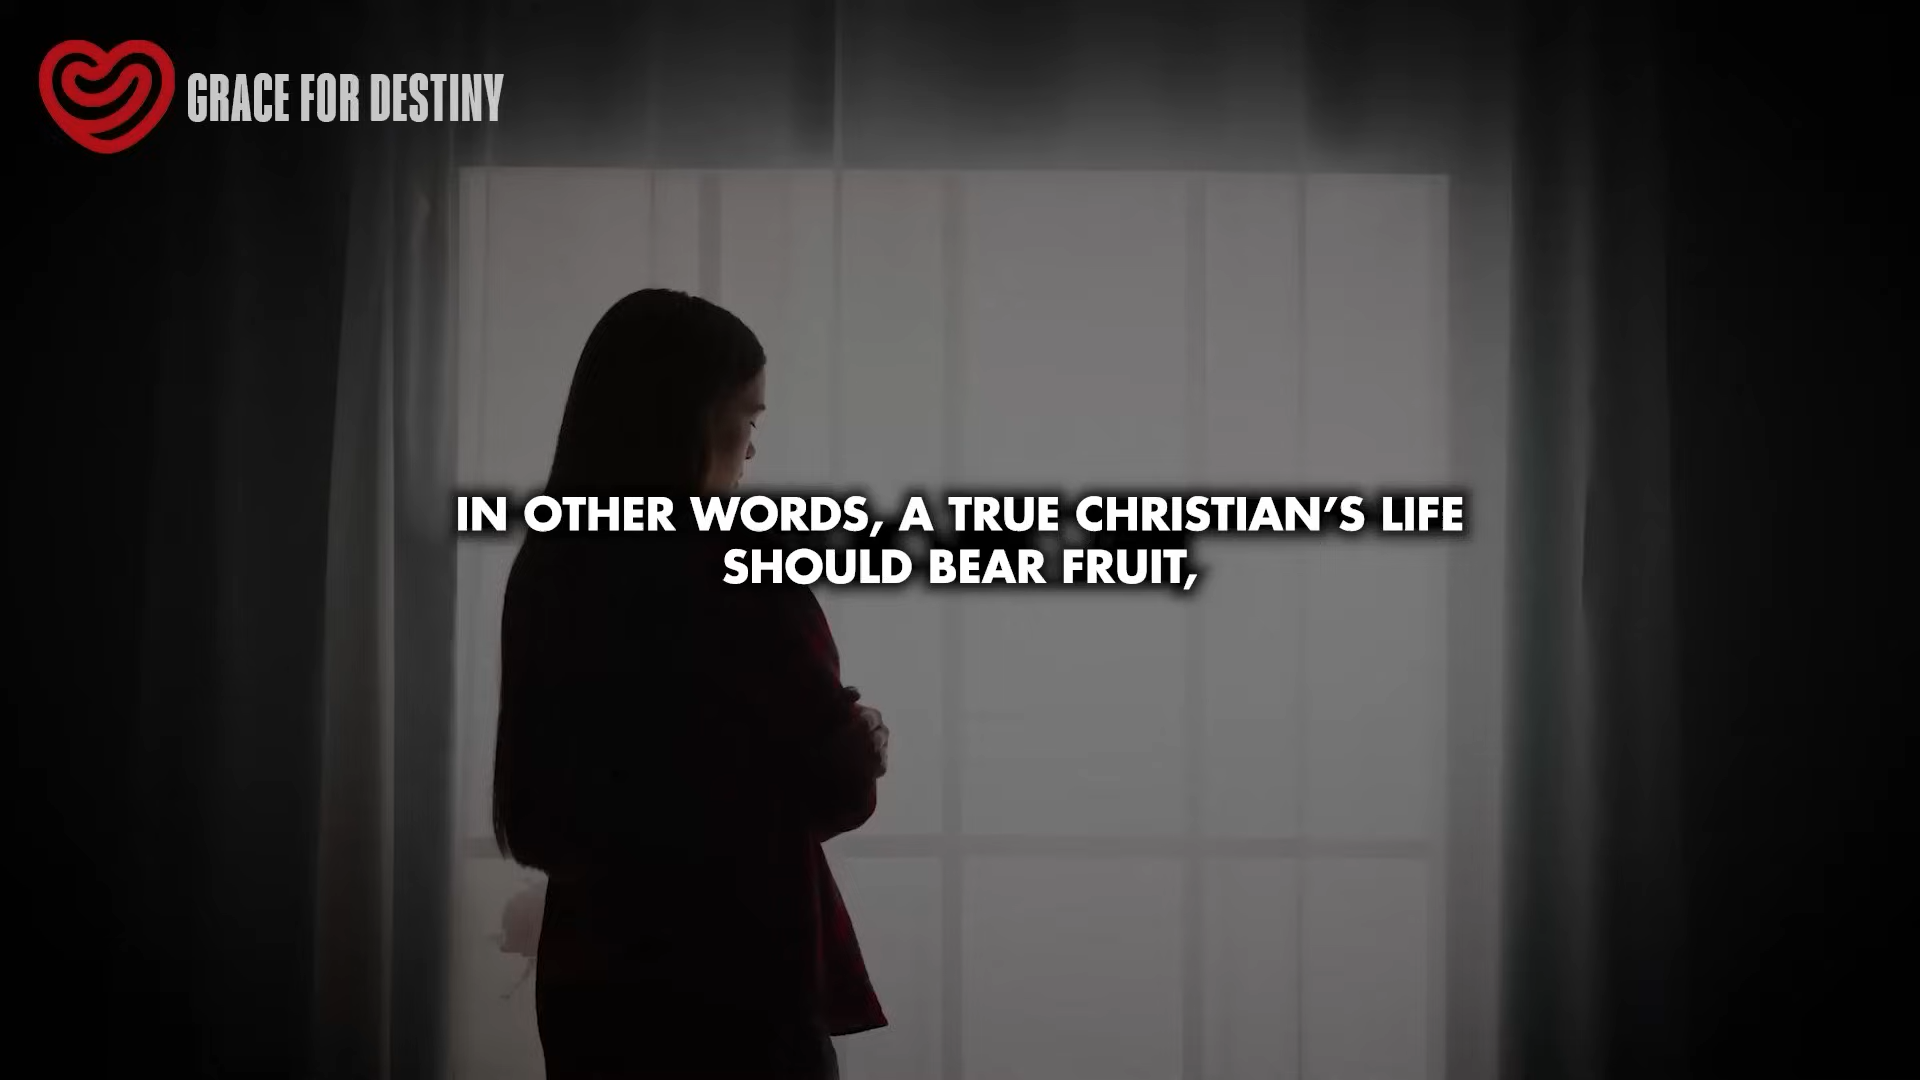 GRACE FOR DESTINY
IN OTHER WORDS, A TRUE CHRISTIAN’S LIFE
SHOULD BEAR FRUIT,